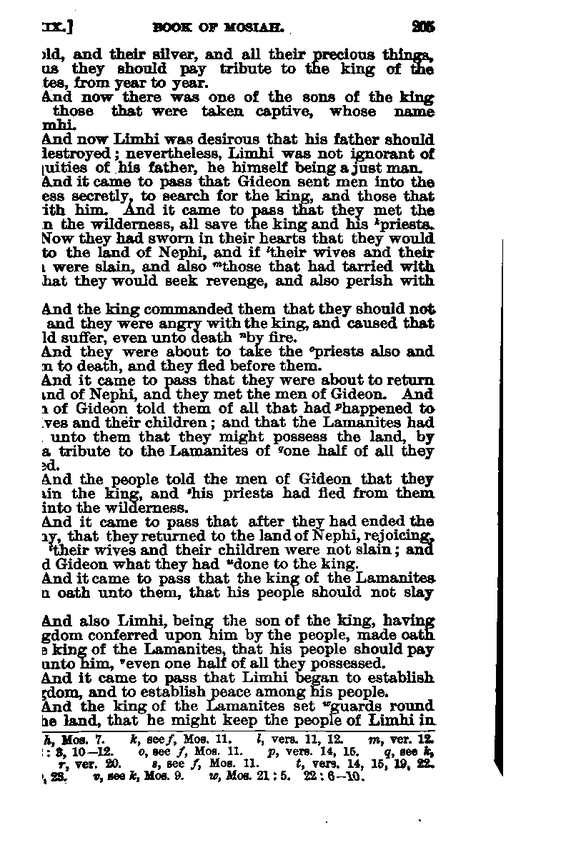 IX.] BOOK OF MOSIAH. 205
old, and their silver, and all their precious things,
us they should pay tribute to the king of the
tes, from year to year.
And now there was one of the sons of the king
those that were taken captive, whose name
mhi.
And now Limhi was desirous that his father should
destroyed; nevertheless, Limhi was not ignorant of
quities of his father, he himself being a just man.
And it came to pass that Gideon sent men into the
ess secretly, to search for the king, and those that
ith him. And it came to pass that they met the
n the wilderness, all save the king and his ᵏpriests.
Now they had sworn in their hearts that they would
to the land of Nephi, and if ˡtheir wives and their
were slain, and also ᵐthose that had tarried with
hat they would seek revenge, and also perish with
And the king commanded them that they should not
and they were angry with the king, and caused that
ld suffer, even unto death ⁿby fire.
And they were about to take the ᵒpriests also and
m to death, and they fled before them.
And it came to pass that they were about to return
and of Nephi, and they met the men of Gideon. And
n of Gideon told them of all that had ᵖhappened to
ves and their children; and that the Lamanites had
unto them that they might possess the land, by
a tribute to the Lamanites of ᑫone half of all they
ed.
And the people told the men of Gideon that they
ain the king, and ʳhis priests had fled from them
into the wilderness.
And it came to pass that after they had ended the
ny, that they returned to the land of Nephi, rejoicing,
ᵗtheir wives and their children were not slain; and
d Gideon what they had ᵘdone to the king.
And it came to pass that the king of the Lamanites
n oath unto them, that his people should not slay
And also Limhi, being the son of the king, having
gdom conferred upon him by the people, made oath
e king of the Lamanites, that his people should pay
unto him, ᵛeven one half of all they possessed.
And it came to pass that Limhi began to establish
gdom, and to establish peace among his people.
And the king of the Lamanites set ʷguards round
he land, that he might keep the people of Limhi in
h, Mos. 7. k, see f, Mos. 11. l, vers. 11, 12. m, ver. 12.
: 8, 10—12. o, see f, Mos. 11. p, vers. 14, 15. q, see k,
r, ver. 20. s, see f, Mos. 11. t, vers. 14, 15, 19, 22.
, 23. v, see k, Mos. 9. w, Mos. 21: 5. 22: 6—10.